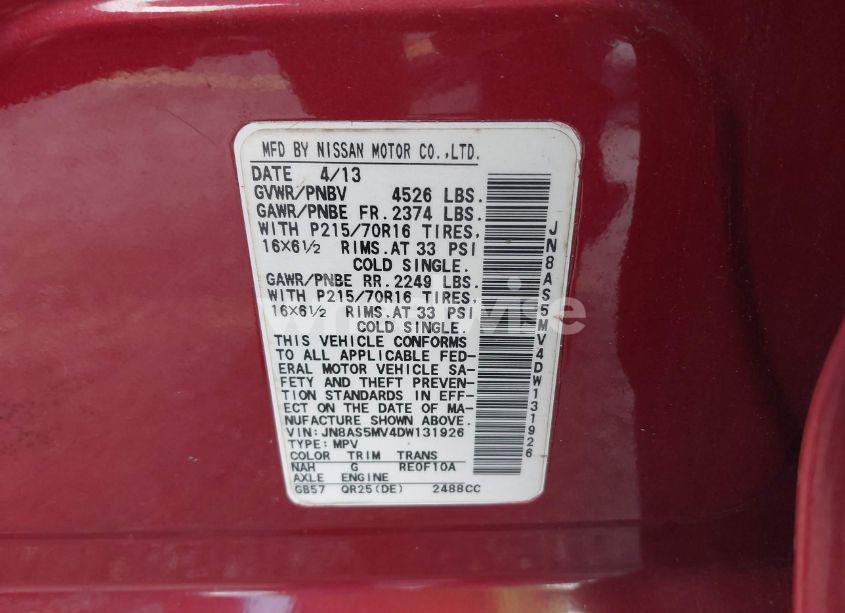 MFD BY NISSAN MOTOR CO.,LTD.
DATE 4/13
GVWR/PNBV 4526 LBS.
GAWR/PNBE FR. 2374 LBS.
WITH P215/70R16 TIRES,
16X6½ RIMS.AT 33 PSI
COLD SINGLE.
GAWR/PNBE RR. 2249 LBS.
WITH P215/70R16 TIRES,
16X6½ RIMS.AT 33 PSI
COLD SINGLE.
THIS VEHICLE CONFORMS
TO ALL APPLICABLE FED-
ERAL MOTOR VEHICLE SA-
FETY AND THEFT PREVEN-
TION STANDARDS IN EFF-
ECT ON THE DATE OF MA-
NUFACTURE SHOWN ABOVE.
VIN: JN8AS5MV4DW131926
TYPE: MPV
COLOR TRIM TRANS
NAH G RE0F10A
AXLE ENGINE
GB57 QR25(DE) 2488CC
JN8AS5MV4DW131926